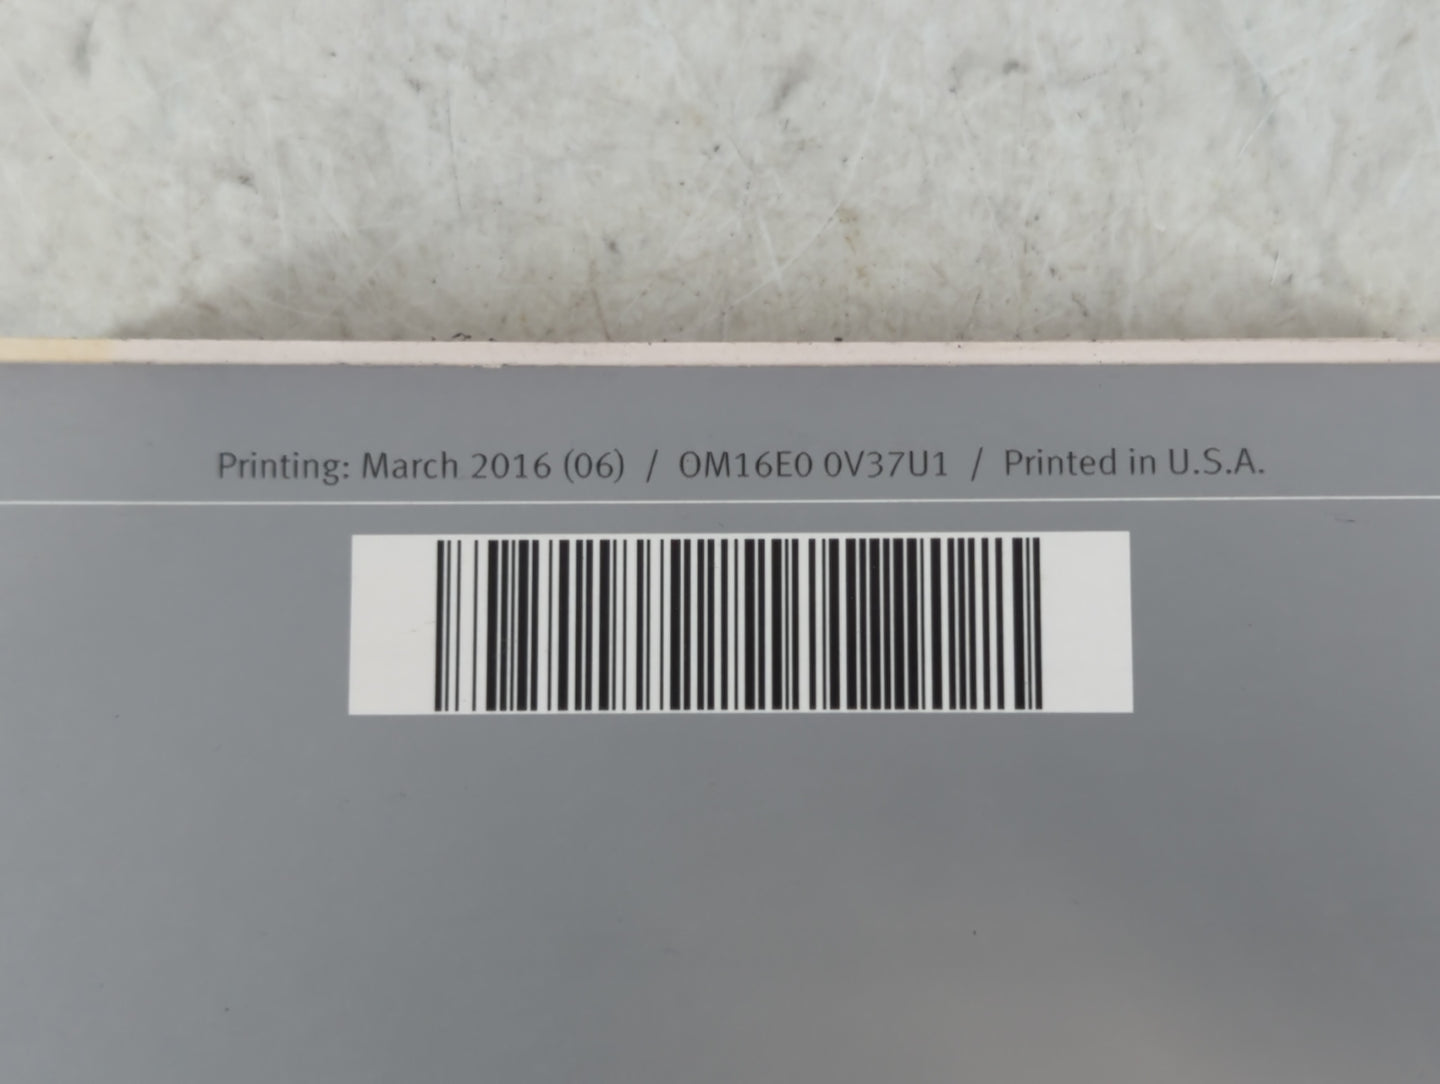 Printing: March 2016 (06) / OM16E0 0V37U1 / Printed in U.S.A.